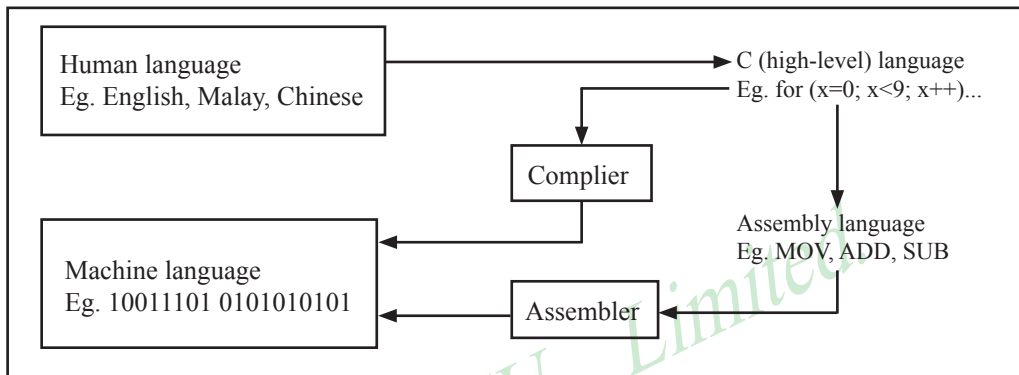 Human language
Eg. English, Malay, Chinese
C (high-level) language
Eg. for (x=0; x<9; x++)...
Complier
Assembly language
Eg. MOV, ADD, SUB
Machine language
Eg. 10011101 0101010101
Assembler
Limited.